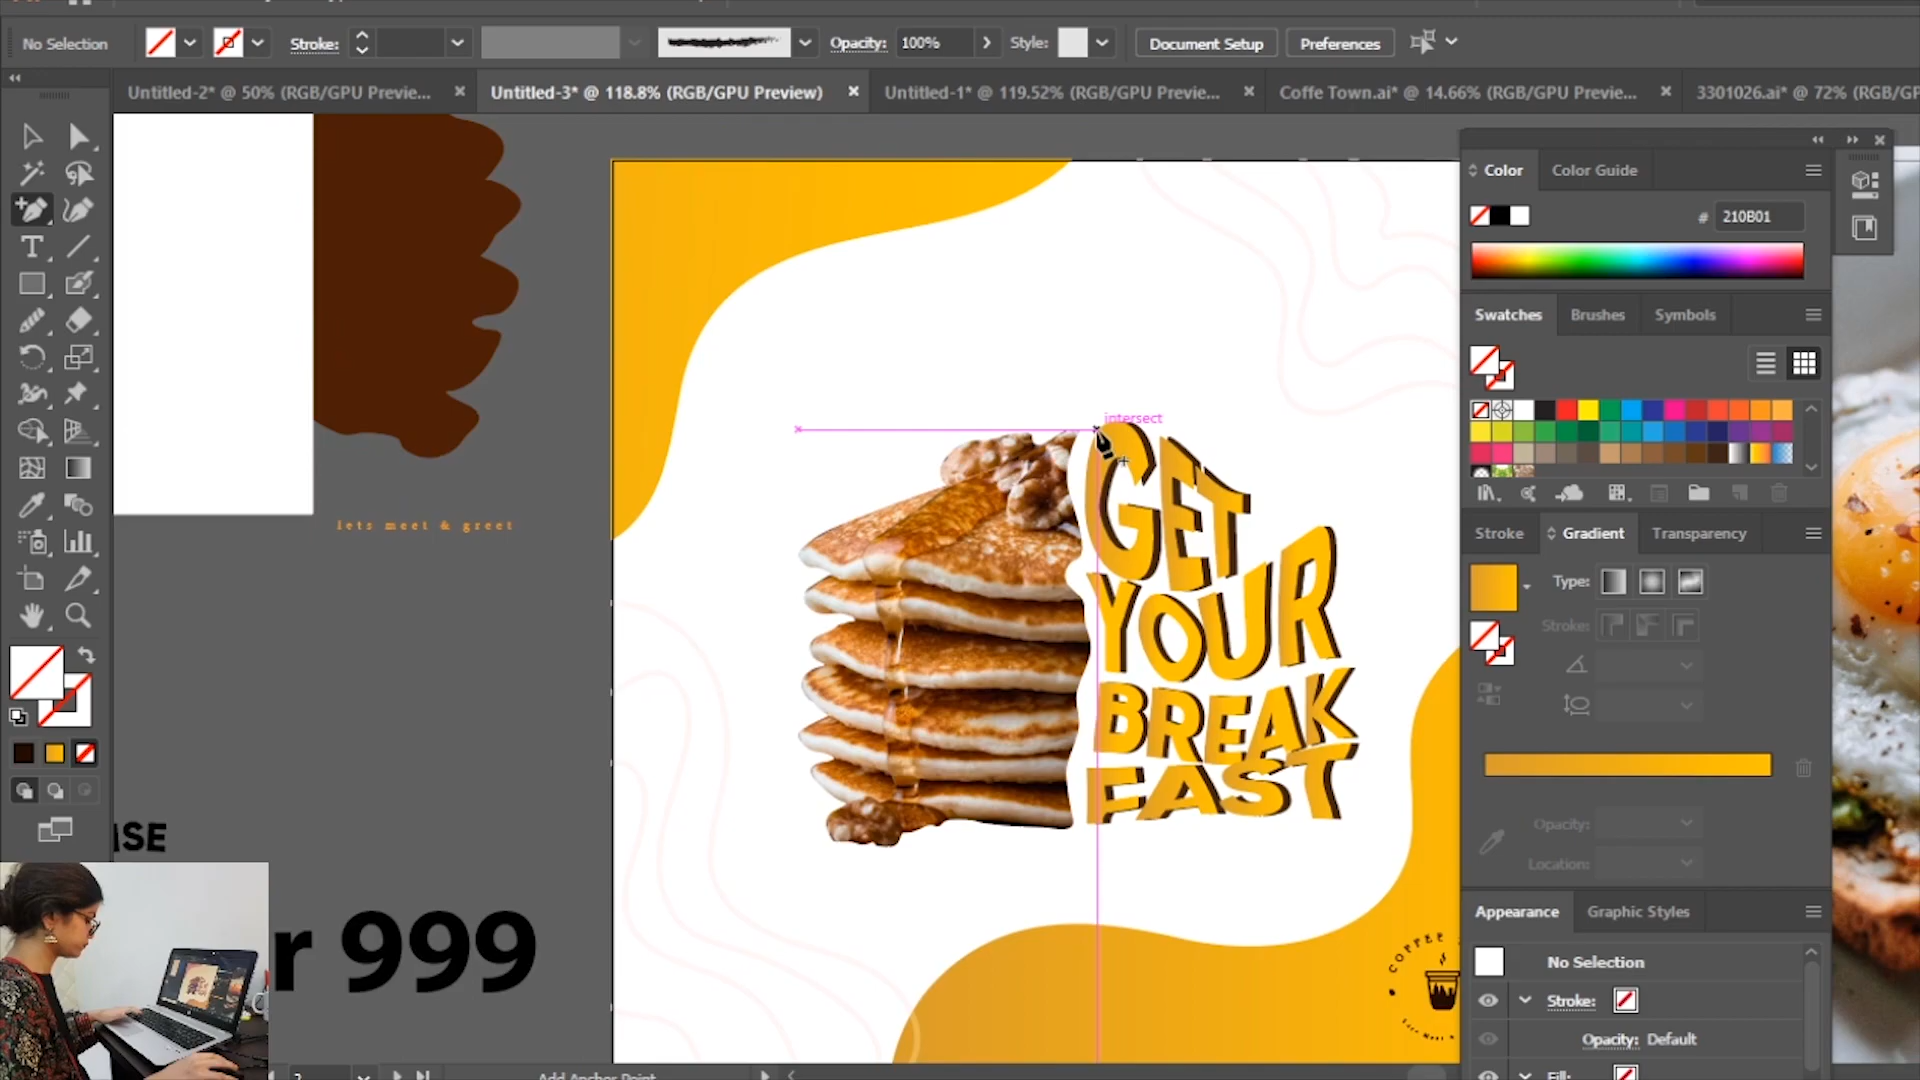 No Selection
Stroke:
Opacity:
100%
Style:
Document Setup
Preferences
Untitled-2* @ 50% (RGB/GPU Previe...
Untitled-3* @ 118.8% (RGB/GPU Preview)
Untitled-1* @ 119.52% (RGB/GPU Previe...
Coffe Town.ai* @ 14.66% (RGB/GPU Previe...
3301026.ai* @ 72% (RGB/GP
Color
Color Guide
#
210B01
Swatches
Brushes
Symbols
Stroke
Gradient
Transparency
Type:
Stroke:
Opacity:
Location:
Appearance
Graphic Styles
No Selection
Stroke:
Opacity: Default
Fill:
intersect
GET
YOUR
BREAK
FAST
lets meet & greet
r 999
COFFEE
2
Add Anchor Point